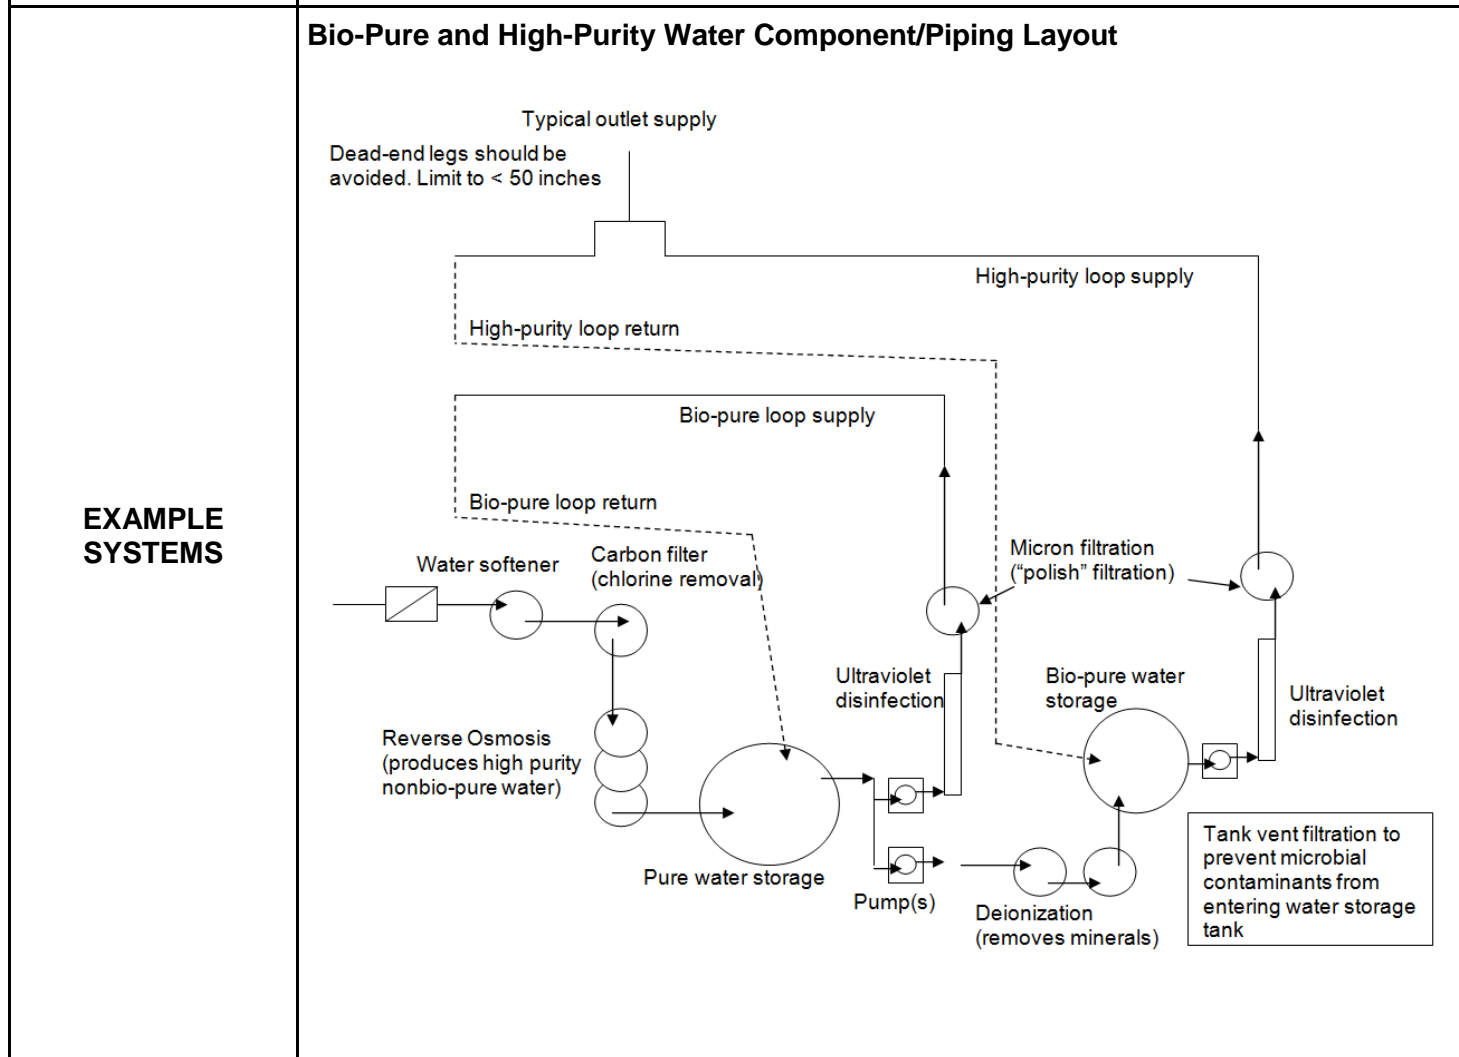 Bio-Pure and High-Purity Water Component/Piping Layout
EXAMPLE
SYSTEMS
Typical outlet supply
Dead-end legs should be
avoided. Limit to < 50 inches
High-purity loop supply
High-purity loop return
Bio-pure loop supply
Bio-pure loop return
Water softener
Carbon filter
(chlorine removal)
Micron filtration
(“polish” filtration)
Ultraviolet
disinfection
Bio-pure water
storage
Ultraviolet
disinfection
Reverse Osmosis
(produces high purity
nonbio-pure water)
Pure water storage
Pump(s)
Deionization
(removes minerals)
Tank vent filtration to
prevent microbial
contaminants from
entering water storage
tank